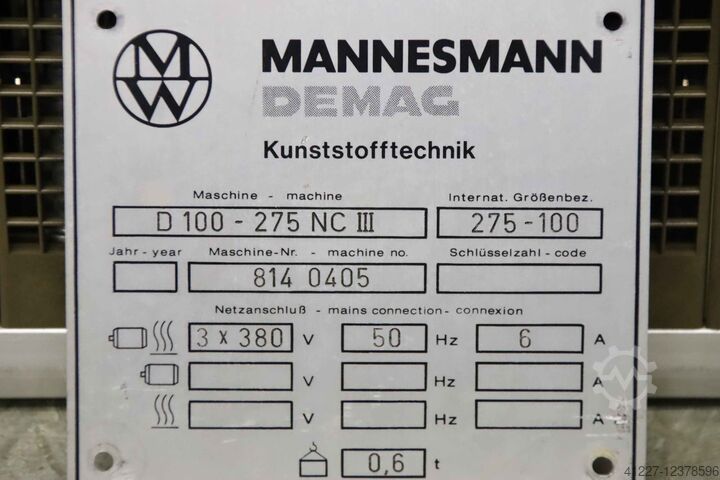 MW
MANNESMANN
DEMAG
Kunststofftechnik
Maschine - machine Internat. Größenbez.
D 100 - 275 NC III 275 - 100
Jahr - year Maschine-Nr. - machine no. Schlüsselzahl - code
814 0405
Netzanschluß - mains connection - connexion
3 x 380 V 50 Hz 6 A
V Hz A
V Hz A
0,6 t
41227-12378596